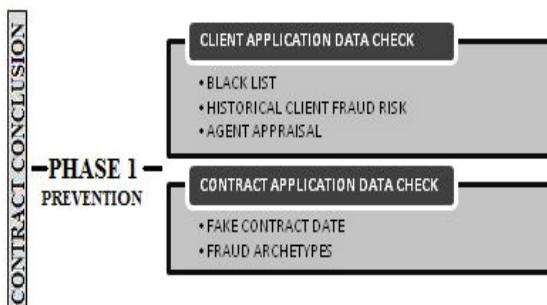 CONTRACT CONCLUSION
PHASE 1
PREVENTION
CLIENT APPLICATION DATA CHECK
• BLACK LIST
• HISTORICAL CLIENT FRAUD RISK
• AGENT APPRAISAL
CONTRACT APPLICATION DATA CHECK
• FAKE CONTRACT DATE
• FRAUD ARCHETYPES